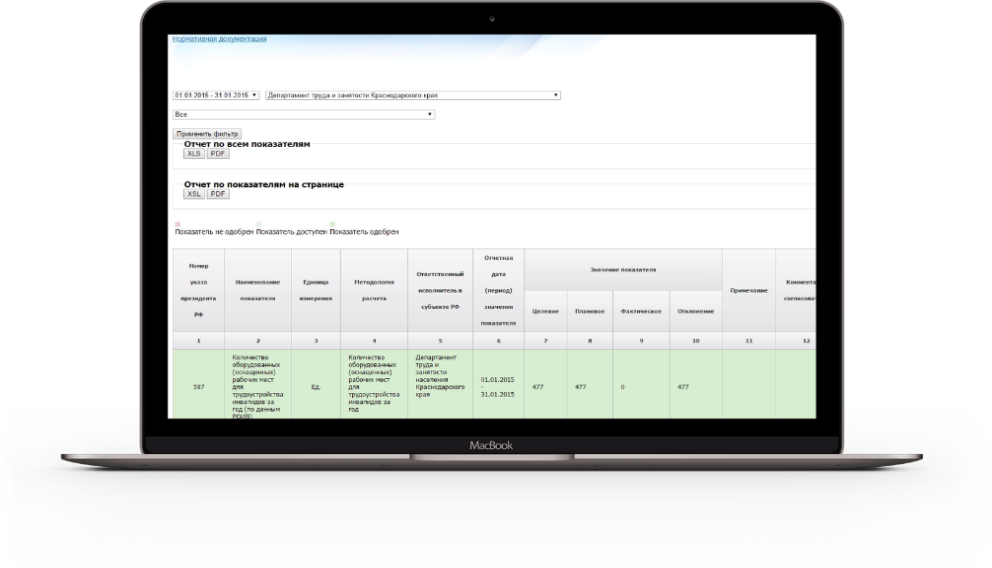 Нормативная документация
01.01.2015 - 31.01.2015 Департамент труда и занятости Краснодарского края
Все
Применить фильтр
Отчет по всем показателям
XLS PDF
Отчет по показателям на странице
XSL PDF
Показатель не одобрен Показатель доступен Показатель одобрен
Номер
указа
президента
РФ
Наименование
показателя
Единица
измерения
Методология
расчета
Ответственный
исполнитель в
субъекте РФ
Отчетная
дата
(период)
значения
показателя
Значение показателя
Целевое Плановое Фактическое Отклонение
Примечание
Коммента
согласова
1 2 3 4 5 6 7 8 9 10 11 12
597
Количество
оборудованных
(оснащенных)
рабочих мест
для
трудоустройства
инвалидов за
год (по данным
РОИВ)
Ед.
Количество
оборудованных
(оснащенных)
рабочих мест
для
трудоустройства
инвалидов за
год
Департамент
труда и
занятости
населения
Краснодарского
края
01.01.2015
-
31.01.2015
477 477 0 477
MacBook